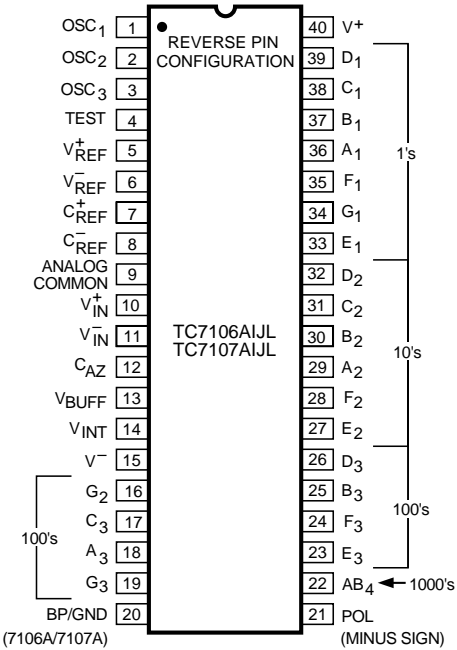 OSC1 1 40 V+
REVERSE PIN
CONFIGURATION
OSC2 2 39 D1
OSC3 3 38 C1
TEST 4 37 B1
V+REF 5 36 A1
1's
V−REF 6 35 F1
C+REF 7 34 G1
C−REF 8 33 E1
ANALOG
COMMON 9 32 D2
V+IN 10 31 C2
V−IN 11 30 B2
TC7106AIJL
TC7107AIJL
10's
CAZ 12 29 A2
VBUFF 13 28 F2
VINT 14 27 E2
V− 15 26 D3
G2 16 25 B3
100's
C3 17 24 F3
100's
A3 18 23 E3
G3 19 22 AB4 1000's
BP/GND 20 21 POL
(7106A/7107A) (MINUS SIGN)